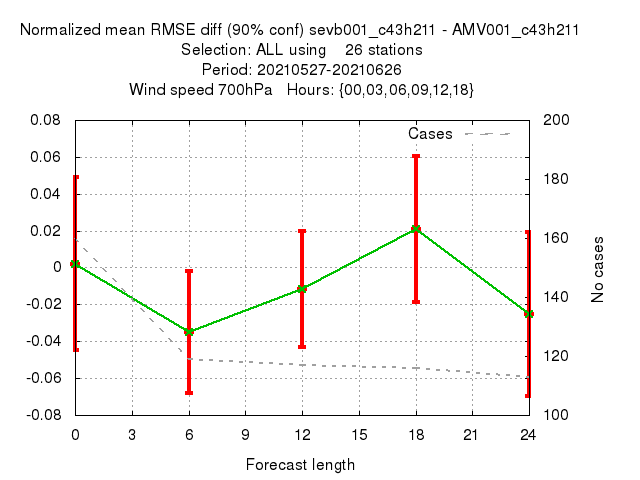 Normalized mean RMSE diff (90% conf) sevb001_c43h211 - AMV001_c43h211
Selection: ALL using    26 stations
Period: 20210527-20210626
Wind speed 700hPa   Hours: {00,03,06,09,12,18}
Cases
0.08
0.06
0.04
0.02
0
-0.02
-0.04
-0.06
-0.08
200
180
160
140
120
100
No cases
0 3 6 9 12 15 18 21 24
Forecast length